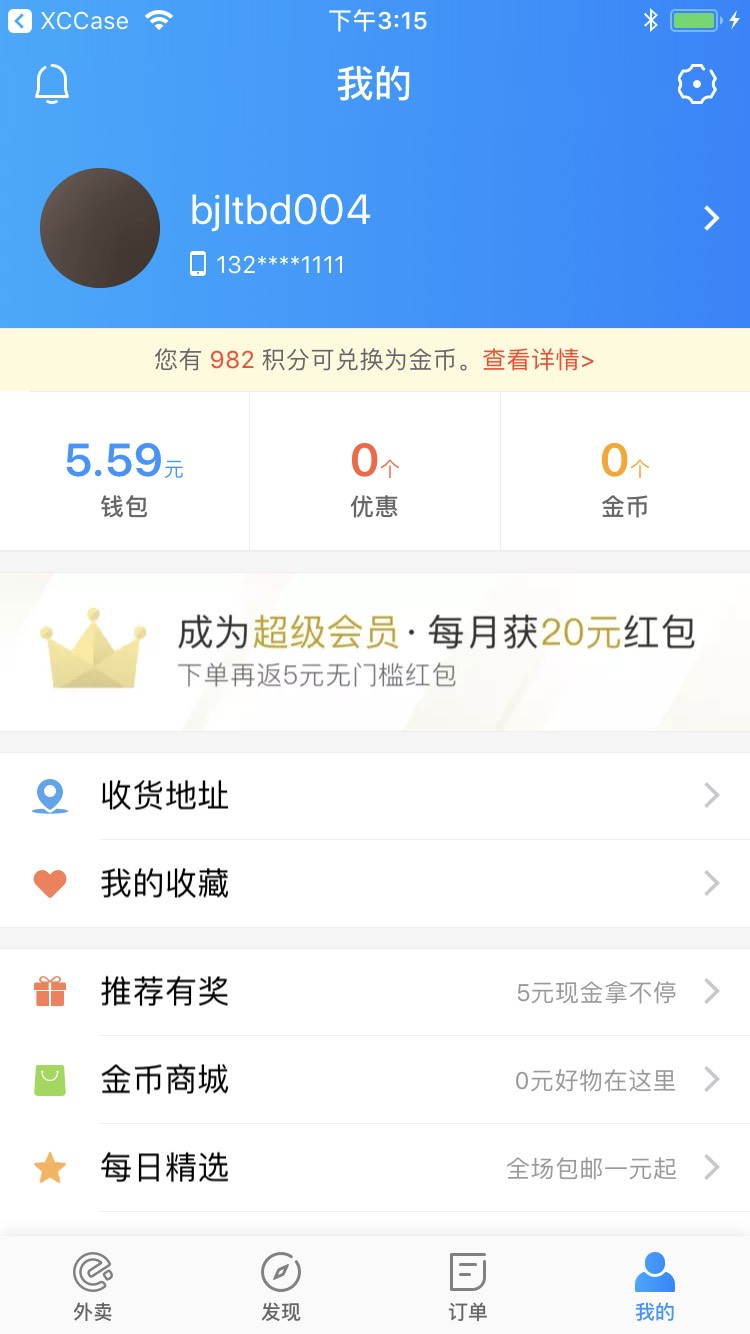 XCCase
下午3:15
我的
bjltbd004
132****1111
您有 982 积分可兑换为金币。查看详情>
5.59元
0个
0个
钱包
优惠
金币
成为超级会员·每月获20元红包
下单再返5元无门槛红包
收货地址
我的收藏
推荐有奖
5元现金拿不停
金币商城
0元好物在这里
每日精选
全场包邮一元起
外卖
发现
订单
我的